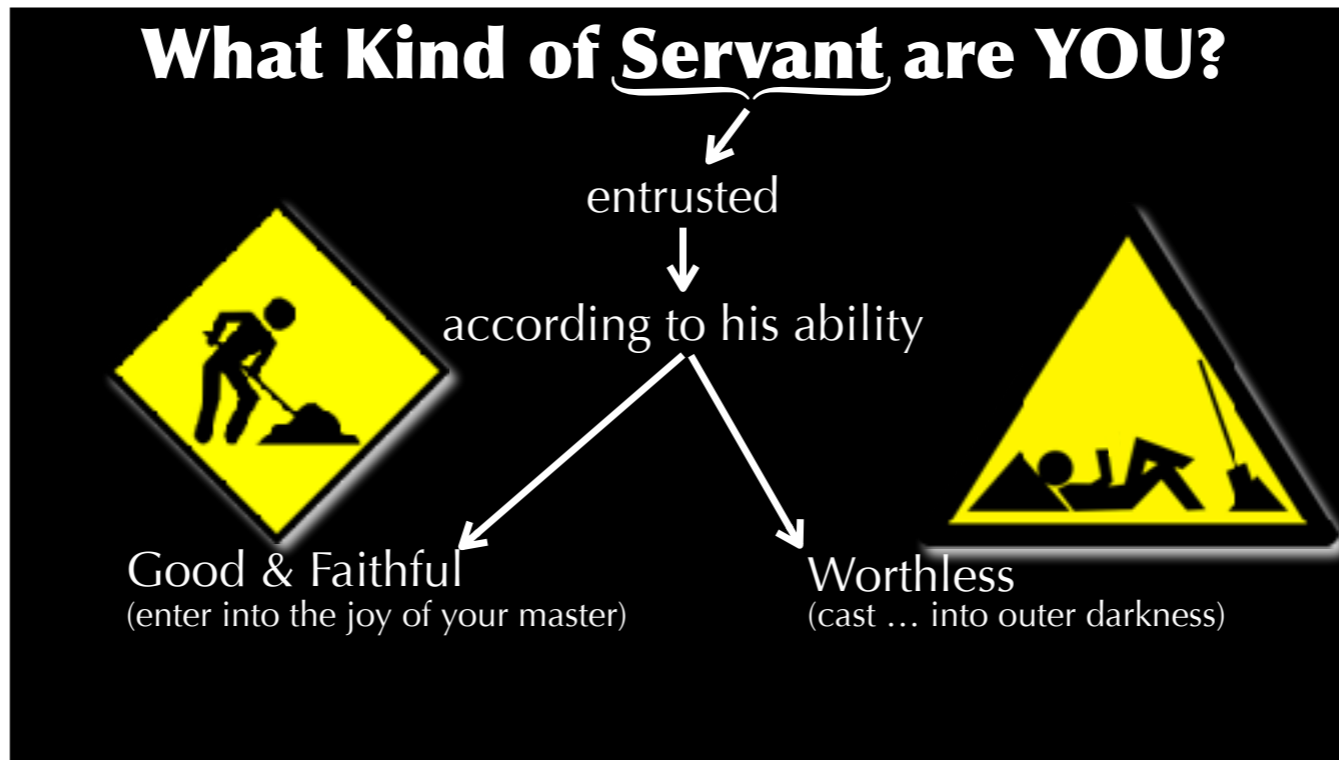 What Kind of Servant are YOU?
entrusted
according to his ability
Good & Faithful
(enter into the joy of your master)
Worthless
(cast … into outer darkness)